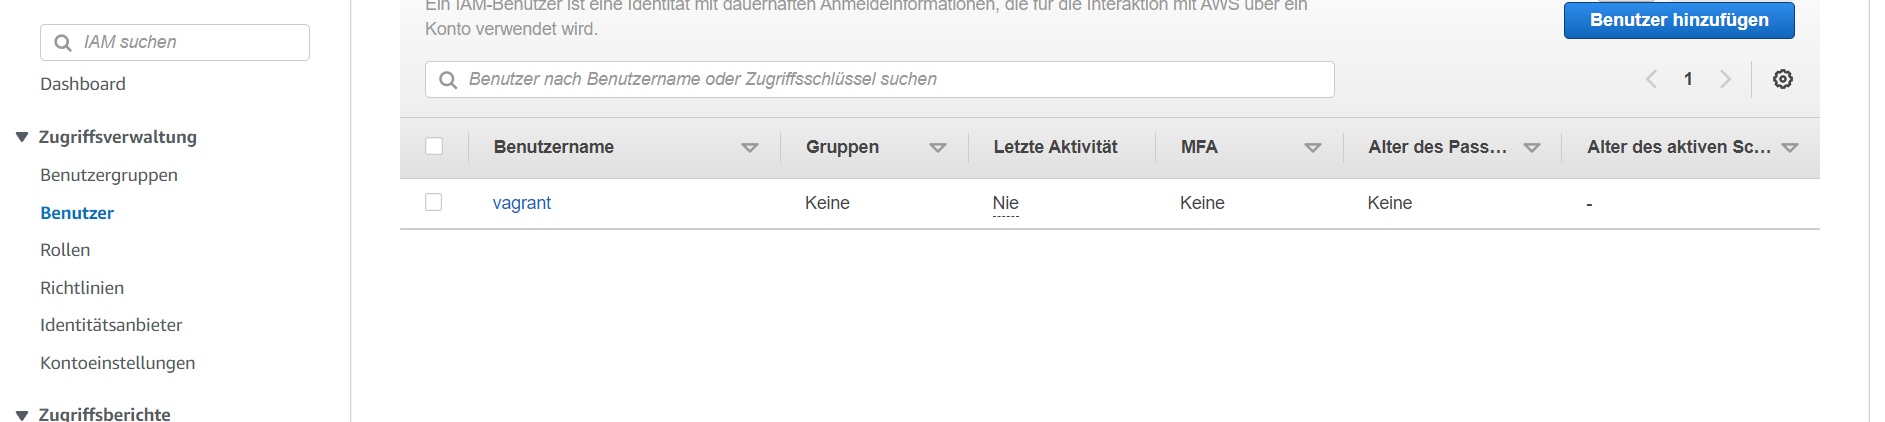 IAM suchen
Dashboard
Zugriffsverwaltung
Benutzergruppen
Benutzer
Rollen
Richtlinien
Identitätsanbieter
Kontoeinstellungen
Zugriffsberichte
Ein IAM-Benutzer ist eine Identität mit dauerhaften Anmeldeinformationen, die für die Interaktion mit AWS über ein
Konto verwendet wird.
Benutzer hinzufügen
Benutzer nach Benutzername oder Zugriffsschlüssel suchen
1
Benutzername Gruppen Letzte Aktivität MFA Alter des Pass... Alter des aktiven Sc...
vagrant Keine Nie Keine Keine -